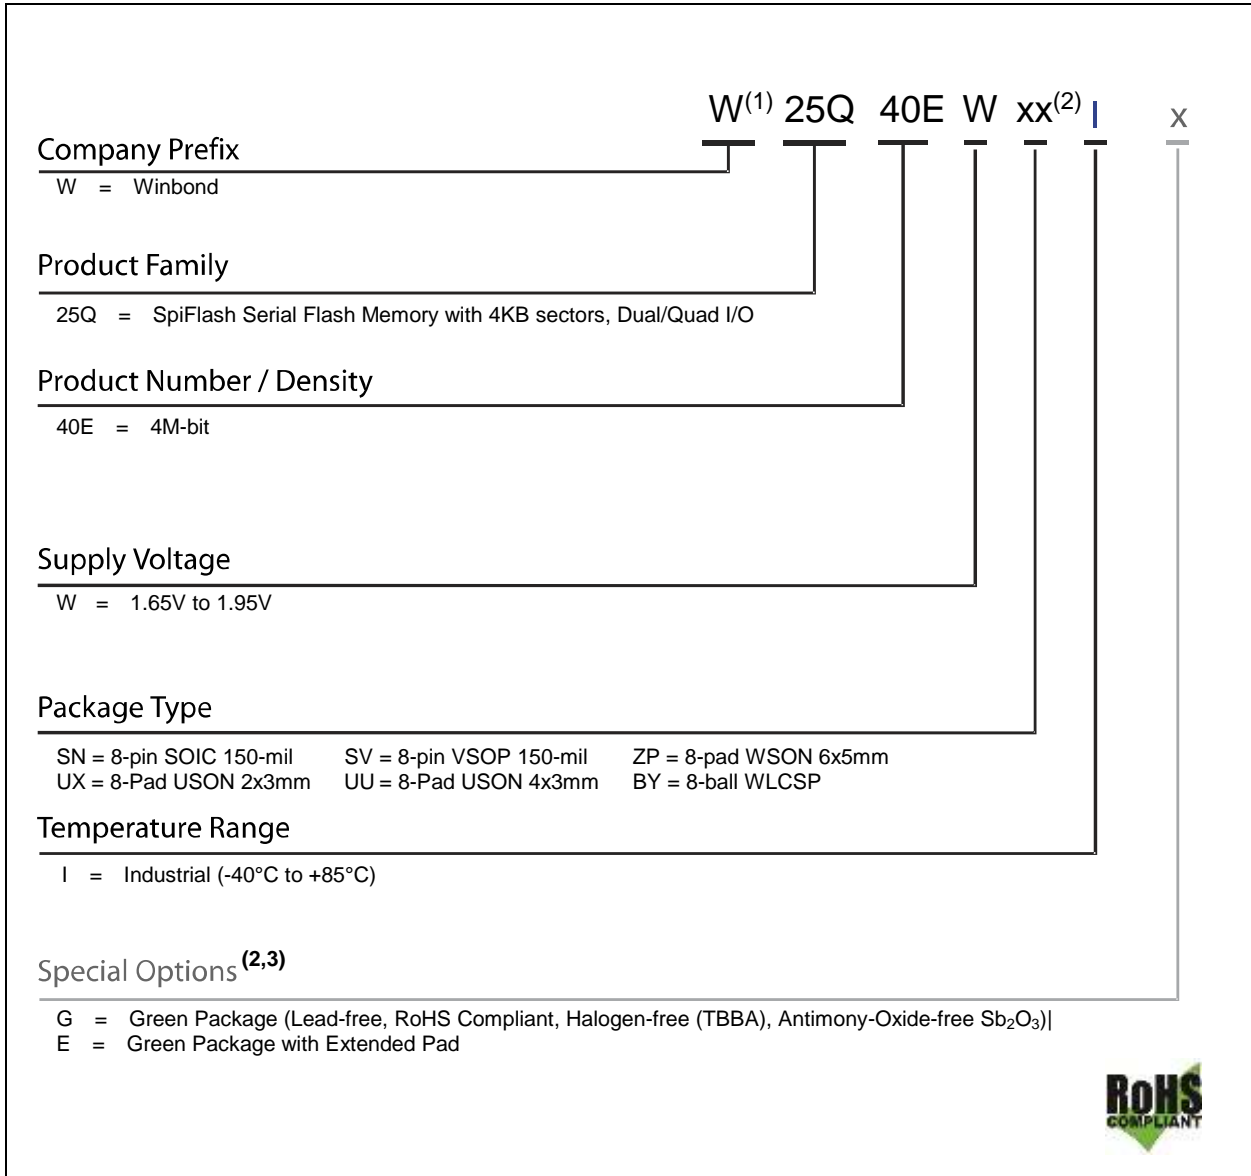 W(1) 25Q 40E W xx(2) I x
Company Prefix
W = Winbond
Product Family
25Q = SpiFlash Serial Flash Memory with 4KB sectors, Dual/Quad I/O
Product Number / Density
40E = 4M-bit
Supply Voltage
W = 1.65V to 1.95V
Package Type
SN = 8-pin SOIC 150-mil SV = 8-pin VSOP 150-mil ZP = 8-pad WSON 6x5mm
UX = 8-Pad USON 2x3mm UU = 8-Pad USON 4x3mm BY = 8-ball WLCSP
Temperature Range
I = Industrial (-40°C to +85°C)
Special Options (2,3)
G = Green Package (Lead-free, RoHS Compliant, Halogen-free (TBBA), Antimony-Oxide-free Sb₂O₃)|
E = Green Package with Extended Pad
RoHS
COMPLIANT